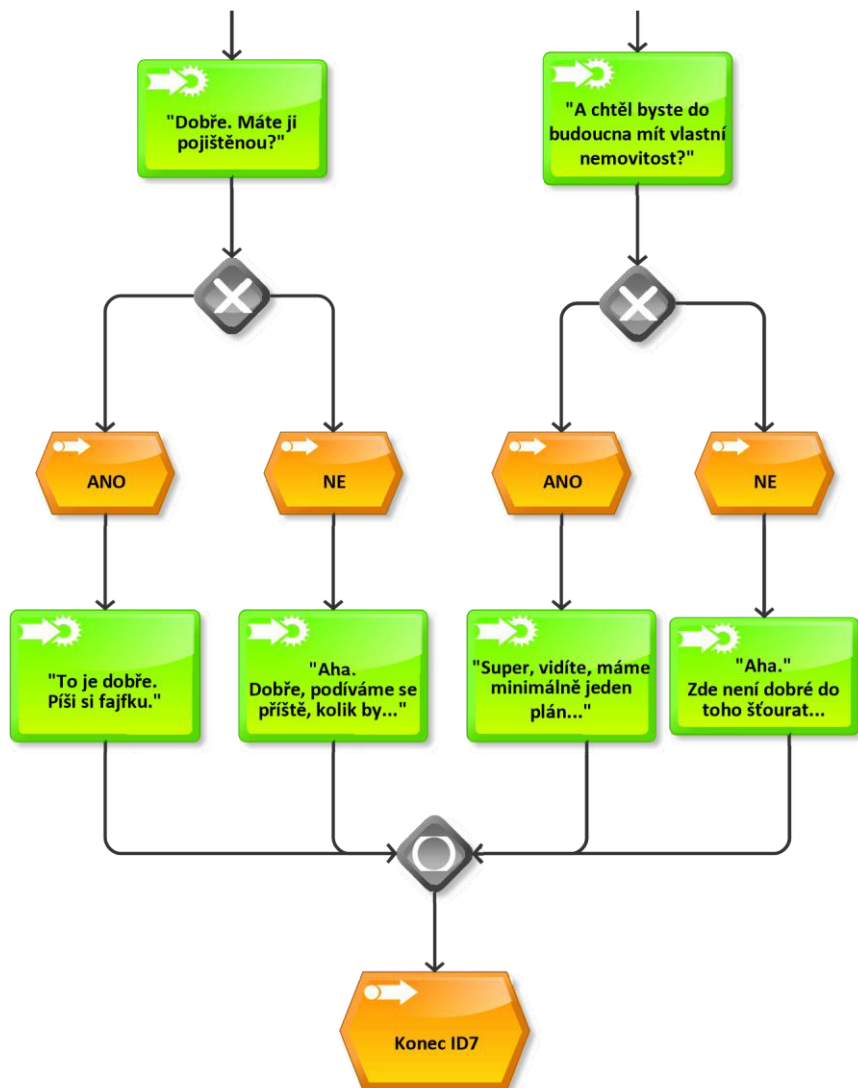 "Dobře. Máte ji
pojištěnou?"
"A chtěl byste do
budoucna mít vlastní
nemovitost?"
ANO
NE
ANO
NE
"To je dobře.
Píši si fajfku."
"Aha.
Dobře, podíváme se
příště, kolik by..."
"Super, vidíte, máme
minimálně jeden
plán..."
"Aha."
Zde není dobré do
toho šťourat...
Konec ID7